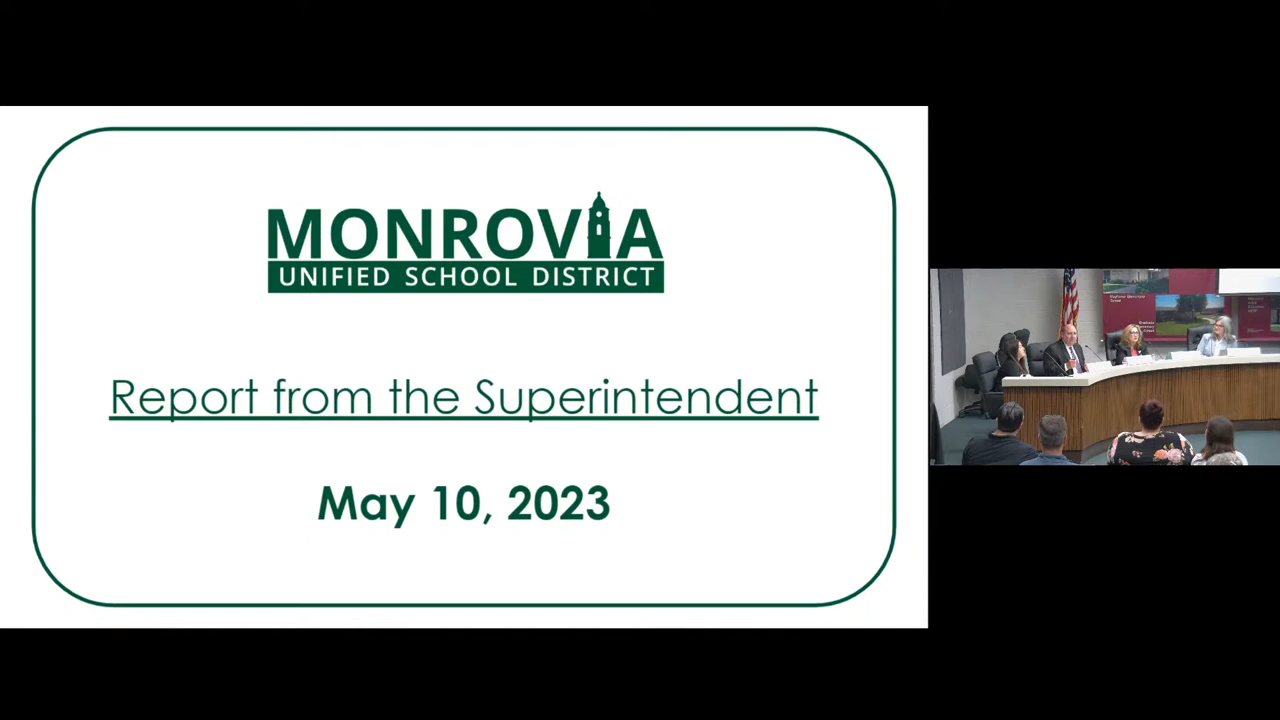 MONROVIA
UNIFIED SCHOOL DISTRICT
Report from the Superintendent
May 10, 2023